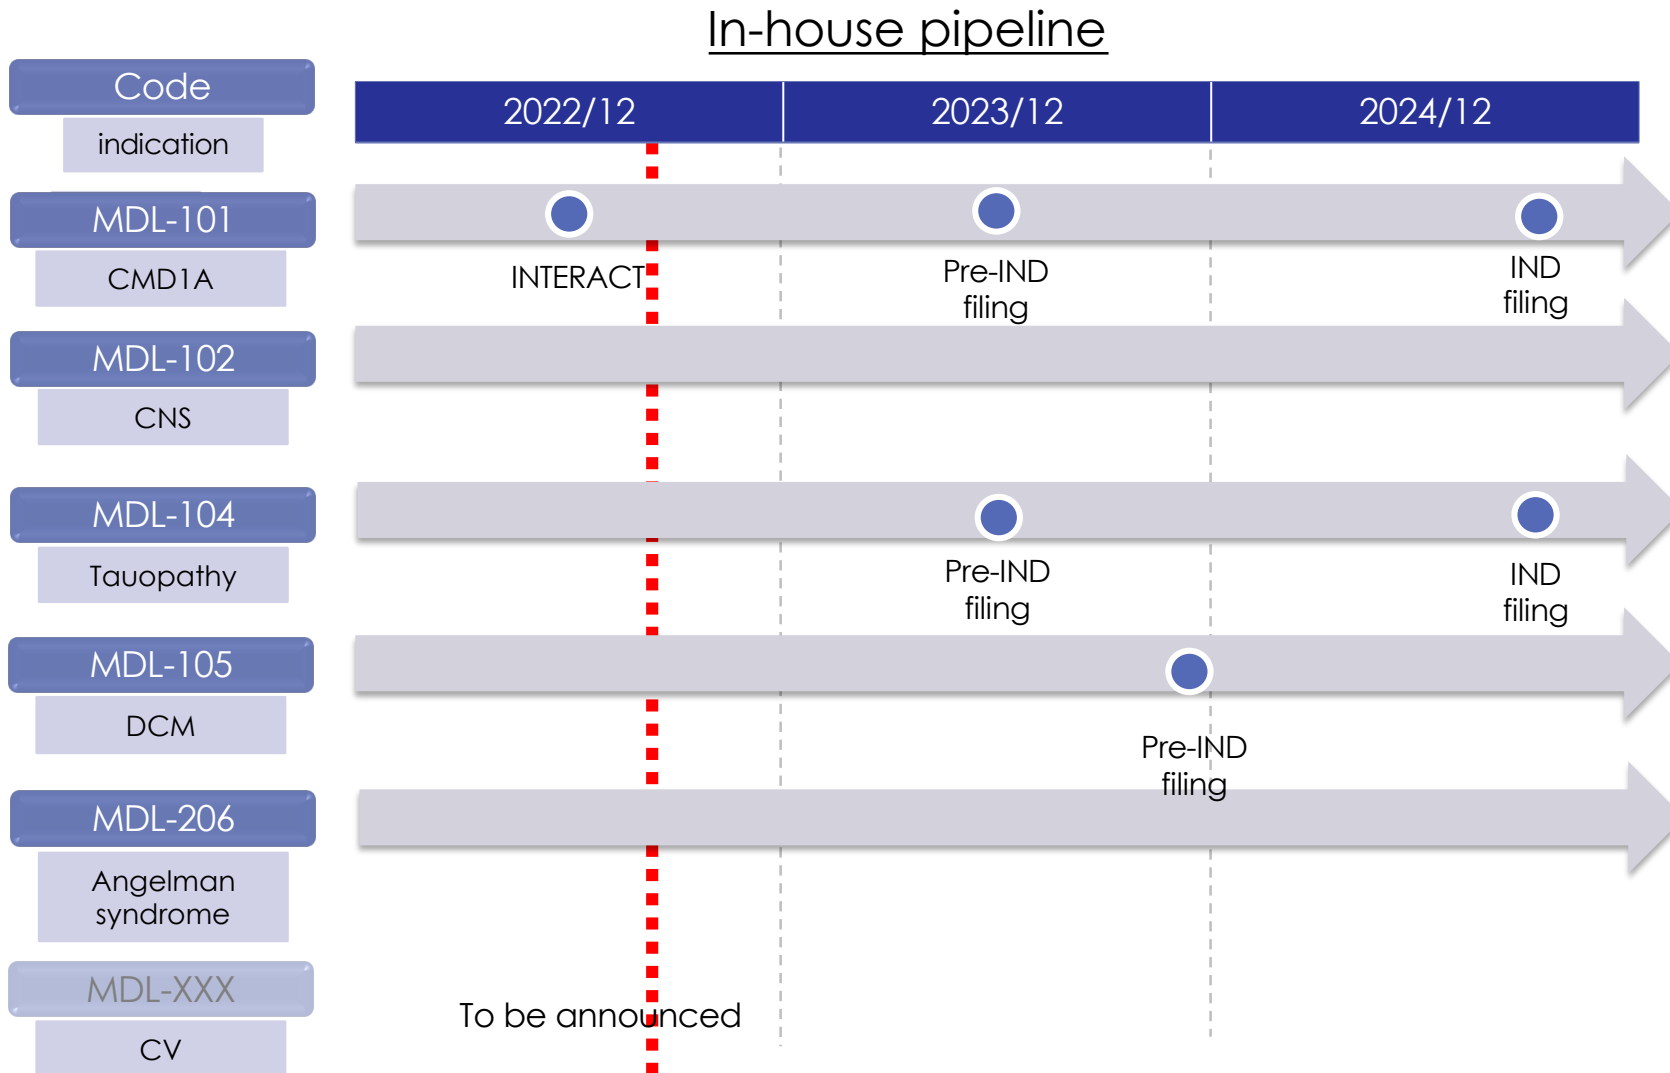 In-house pipeline
Code
indication
2022/12
2023/12
2024/12
MDL-101
CMD1A
INTERACT
Pre-IND
filing
IND
filing
MDL-102
CNS
MDL-104
Tauopathy
Pre-IND
filing
IND
filing
MDL-105
DCM
Pre-IND
filing
MDL-206
Angelman
syndrome
MDL-XXX
CV
To be announced